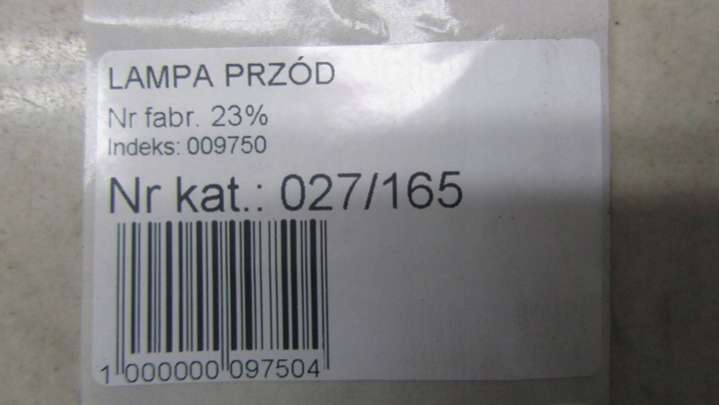 LAMPA PRZÓD
Nr fabr. 23%
Indeks: 009750
Nr kat.: 027/165
1 000000 097504